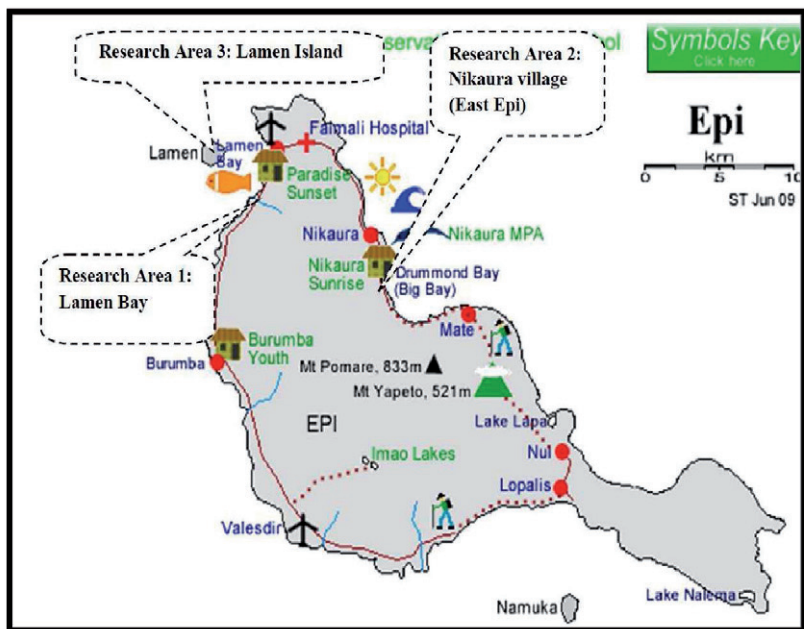 Research Area 3: Lamen Island
servat
ol
Research Area 2:
Nikaura village
(East Epi)
Symbols Key
Click here
Epi
km
0 5 10
ST Jun 09
Lamen
Lamen
Bay
Faimali Hospital
Paradise
Sunset
Nikaura
Nikaura MPA
Nikaura
Sunrise
Drummond Bay
(Big Bay)
Research Area 1:
Lamen Bay
Burumba
Youth
Burumba
Mate
Mt Pomare, 833m
Mt Yapeto, 521m
Lake Lapa
EPI
Imao Lakes
Nul
Lopalis
Valesdir
Namuka
Lake Nalema